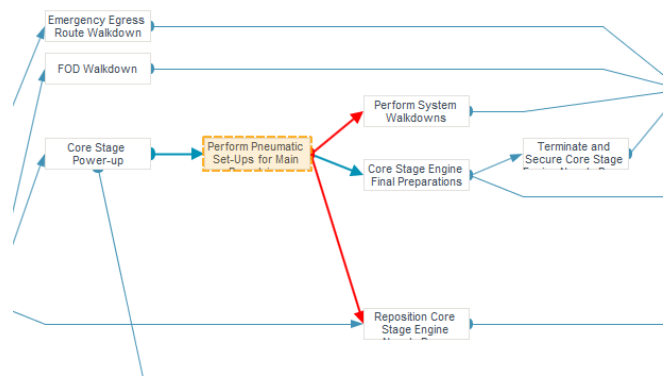 Emergency Egress
Route Walkdown
FOD Walkdown
Core Stage
Power-up
Perform Pneumatic
Set-Ups for Main
Perform System
Walkdowns
Core Stage Engine
Final Preparations
Terminate and
Secure Core Stage
Reposition Core
Stage Engine